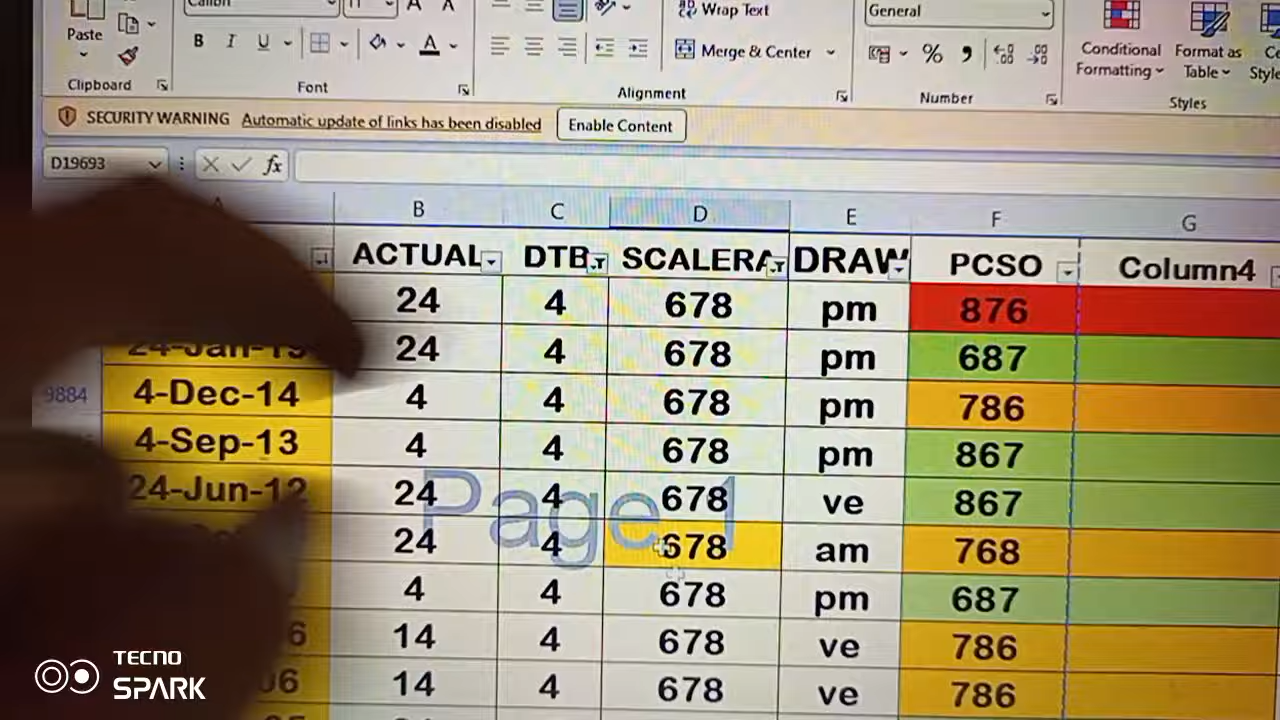 Calibri
Wrap Text
General
Paste
B I U
Merge & Center
% ,
Conditional Formatting
Format as Table
Clipboard
Font
Alignment
Number
Styles
SECURITY WARNING Automatic update of links has been disabled Enable Content
D19693 fx
B C D E F G
ACTUAL DTB SCALERA DRAW PCSO Column4
24 4 678 pm 876
24 4 678 pm 687
9884 4-Dec-14 4 4 678 pm 786
4-Sep-13 4 4 678 pm 867
24-Jun-12 24 4 678 ve 867
24 4 678 am 768
4 4 678 pm 687
6 14 4 678 ve 786
06 14 4 678 ve 786
Page 1
TECNO
SPARK